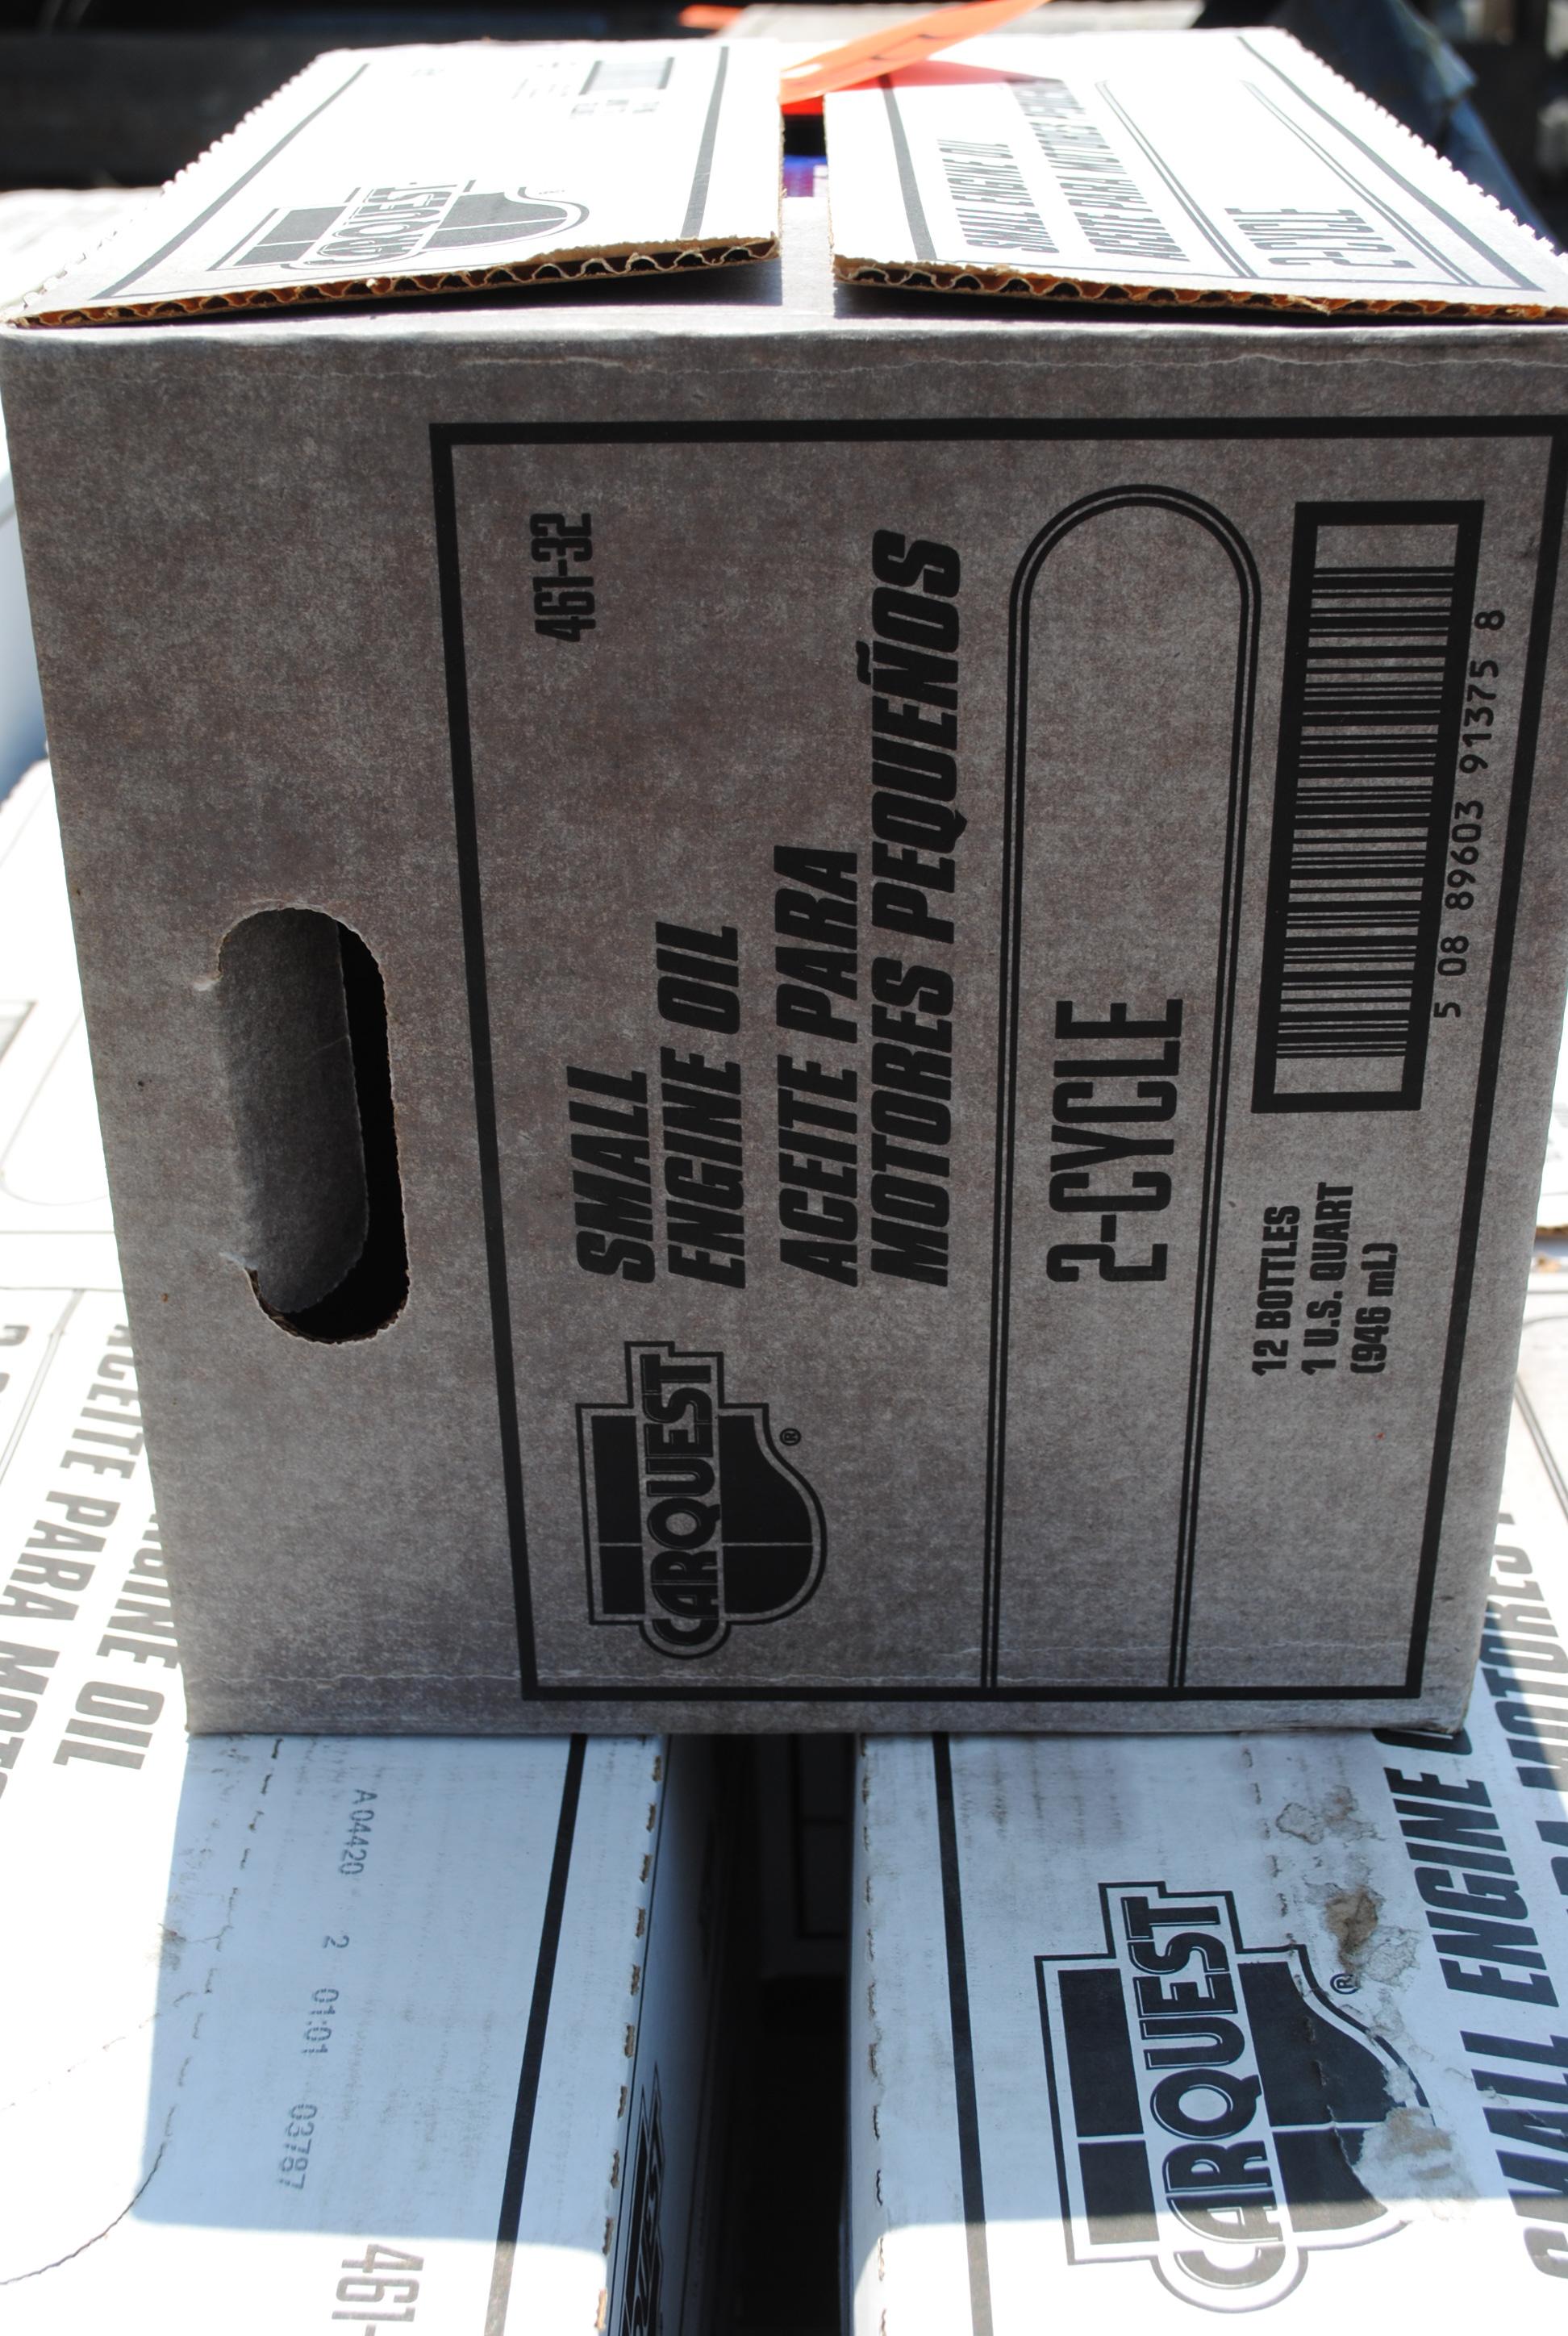 CARQUEST
SMALL ENGINE OIL
ACEITE PARA MOTORES
2-CYCLE
461-32
CARQUEST®
SMALL
ENGINE OIL
ACEITE PARA
MOTORES PEQUEÑOS
2-CYCLE
12 BOTTLES
1 U.S. QUART
(946 mL)
5 08 89603 91375 8
ENGINE OIL
ACEITE PARA
A04420 2 01:01 03787
461-
CARQUEST®
SMALL ENGINE